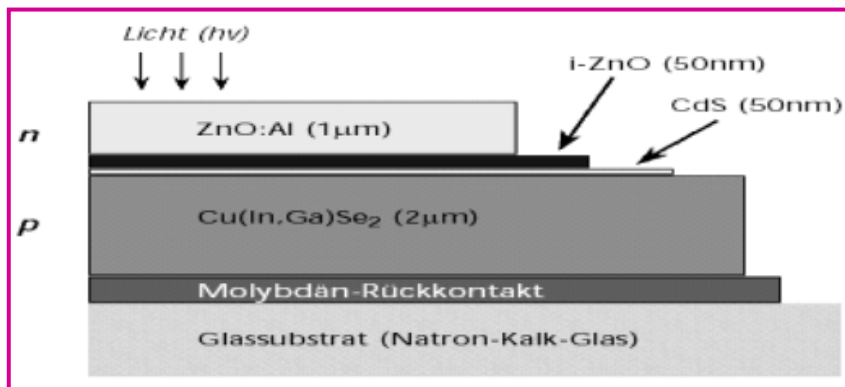 Licht (hv)
i-ZnO (50nm)
CdS (50nm)
n
ZnO:Al (1µm)
p
Cu(In,Ga)Se₂ (2µm)
Molybdän-Rückkontakt
Glassubstrat (Natron-Kalk-Glas)